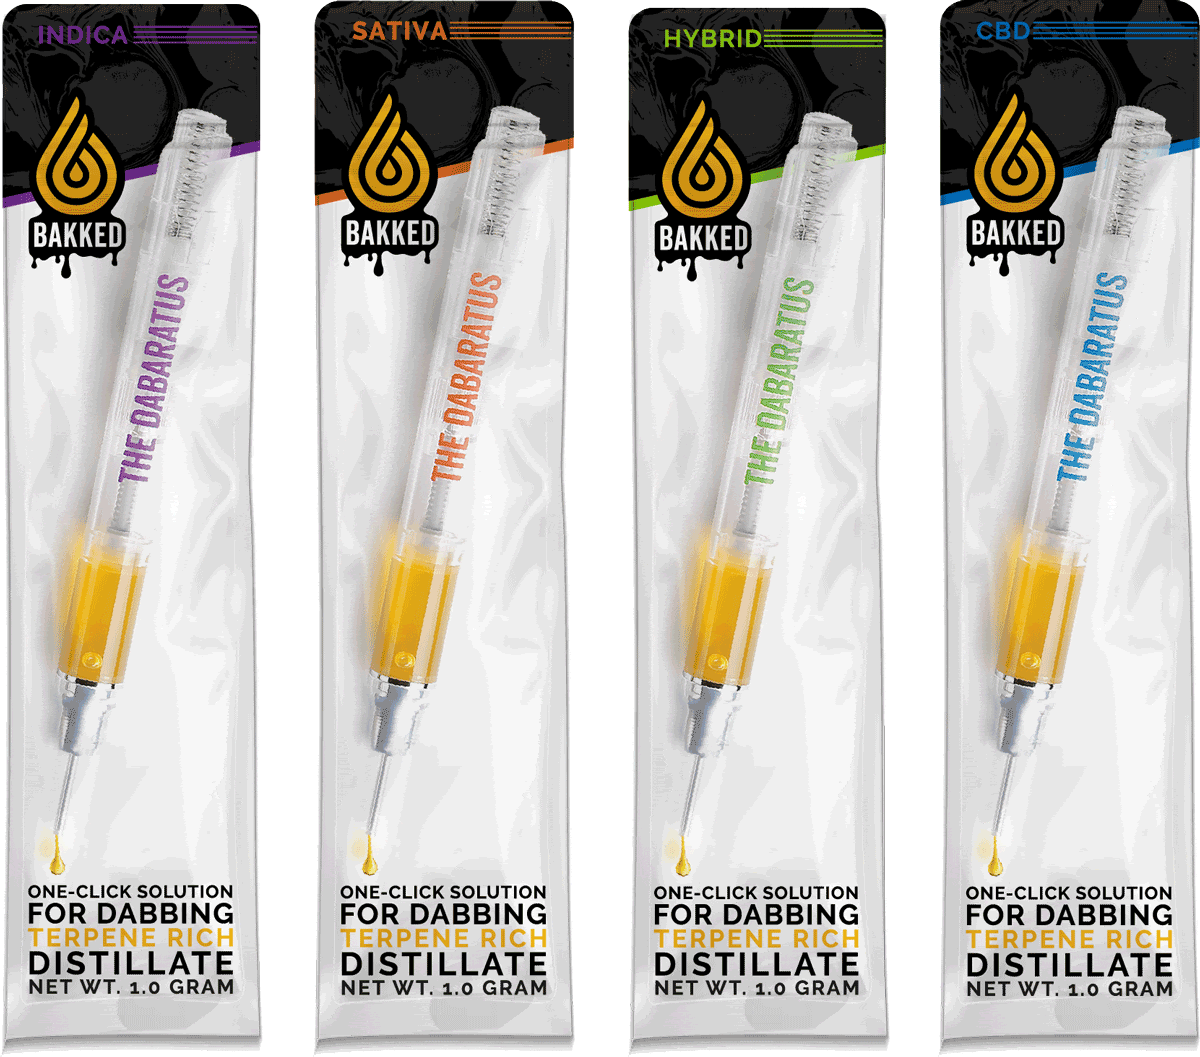 INDICA
BAKKED
THE DABARATUS
ONE-CLICK SOLUTION
FOR DABBING
TERPENE RICH
DISTILLATE
NET WT. 1.0 GRAM
SATIVA
BAKKED
THE DABARATUS
ONE-CLICK SOLUTION
FOR DABBING
TERPENE RICH
DISTILLATE
NET WT. 1.0 GRAM
HYBRID
BAKKED
THE DABARATUS
ONE-CLICK SOLUTION
FOR DABBING
TERPENE RICH
DISTILLATE
NET WT. 1.0 GRAM
CBD
BAKKED
THE DABARATUS
ONE-CLICK SOLUTION
FOR DABBING
TERPENE RICH
DISTILLATE
NET WT. 1.0 GRAM